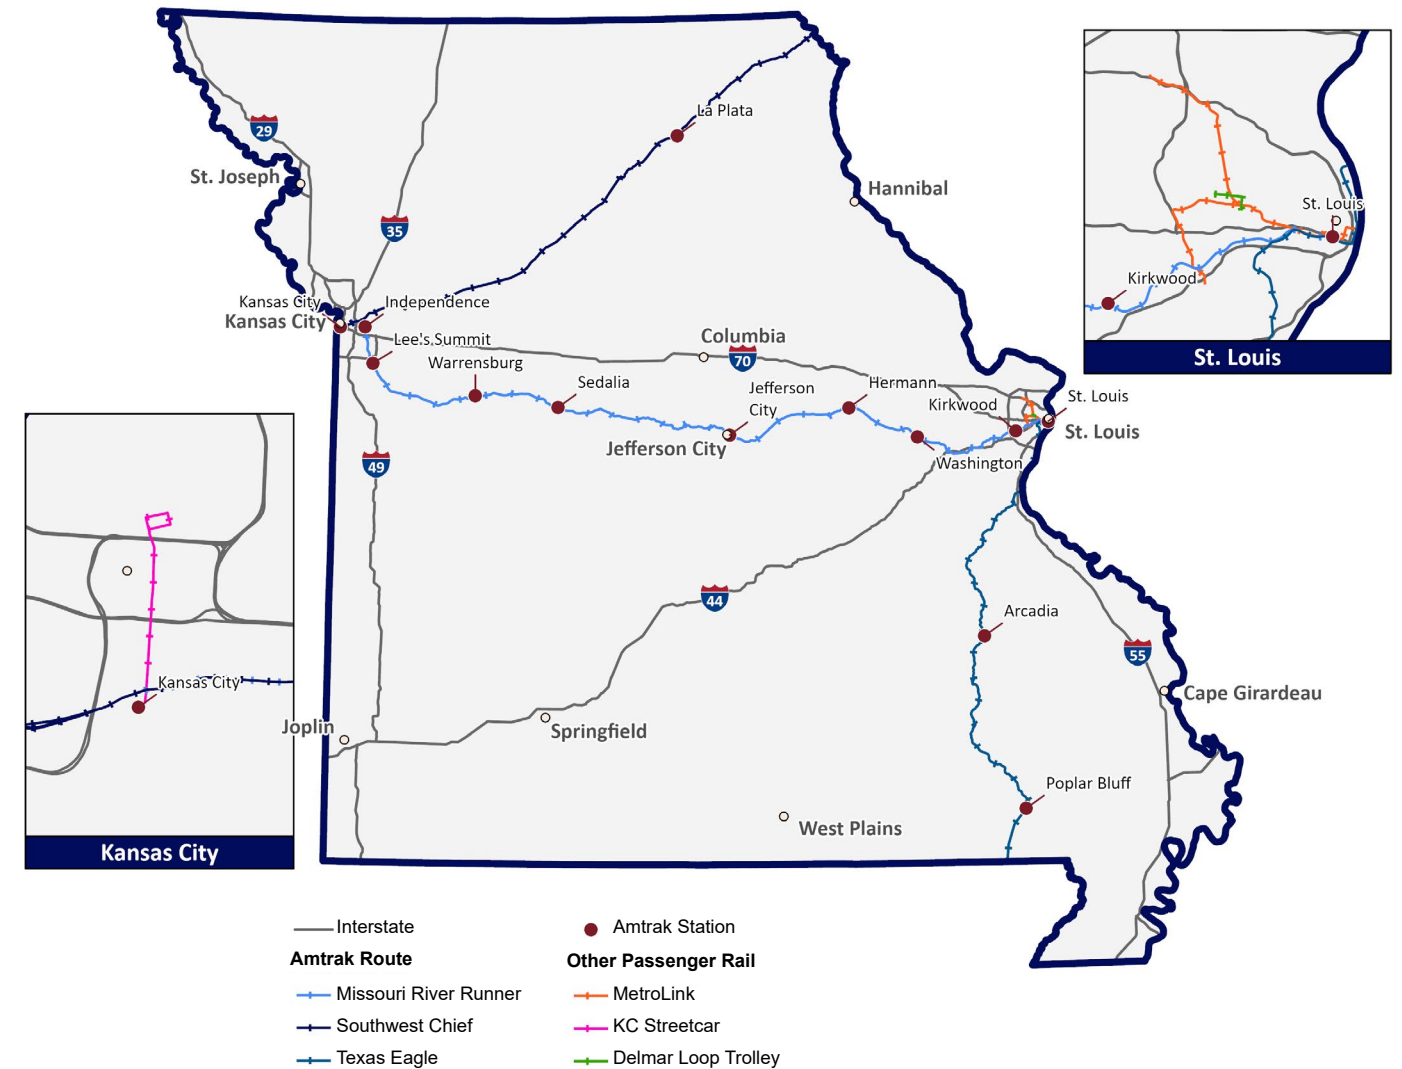 La Plata
29
St. Joseph
Hannibal
35
St. Louis
Kirkwood
St. Louis
Kansas City
Independence
Kansas City
Lee's Summit
Columbia
70
Warrensburg
Sedalia
Jefferson
City
Hermann
Kirkwood
St. Louis
St. Louis
Jefferson City
Washington
49
44
Arcadia
55
Kansas City
Cape Girardeau
Joplin
Springfield
Poplar Bluff
West Plains
Kansas City
Interstate
Amtrak Station
Amtrak Route
Other Passenger Rail
Missouri River Runner
MetroLink
Southwest Chief
KC Streetcar
Texas Eagle
Delmar Loop Trolley